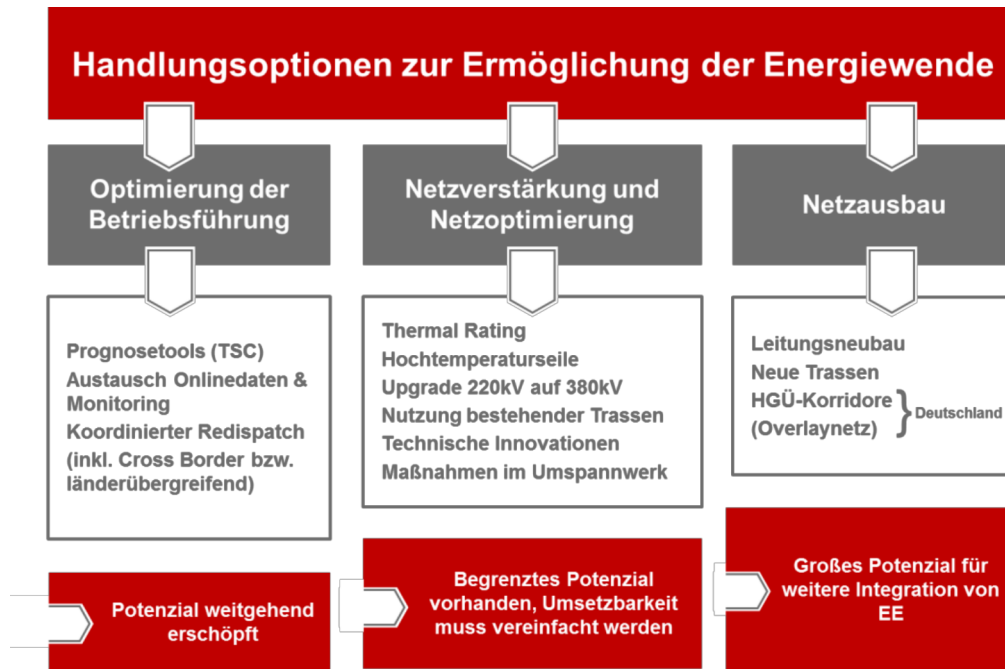 Handlungsoptionen zur Ermöglichung der Energiewende
Optimierung der
Betriebsführung
Prognosetools (TSC)
Austausch Onlinedaten &
Monitoring
Koordinierter Redispatch
(inkl. Cross Border bzw.
länderübergreifend)
Potenzial weitgehend
erschöpft
Netzverstärkung und
Netzoptimierung
Thermal Rating
Hochtemperaturseile
Upgrade 220kV auf 380kV
Nutzung bestehender Trassen
Technische Innovationen
Maßnahmen im Umspannwerk
Begrenztes Potenzial
vorhanden, Umsetzbarkeit
muss vereinfacht werden
Netzausbau
Leitungsneubau
Neue Trassen
HGÜ-Korridore
(Overlaynetz)
Deutschland
Großes Potenzial für
weitere Integration von
EE